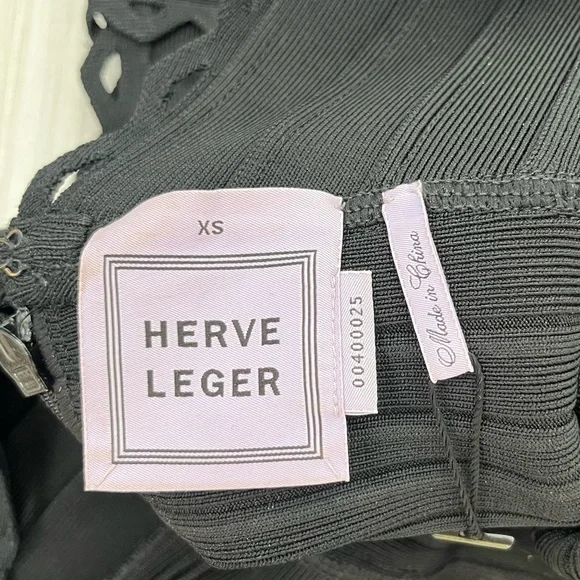 XS
HERVE
LEGER
00400025
Made in China